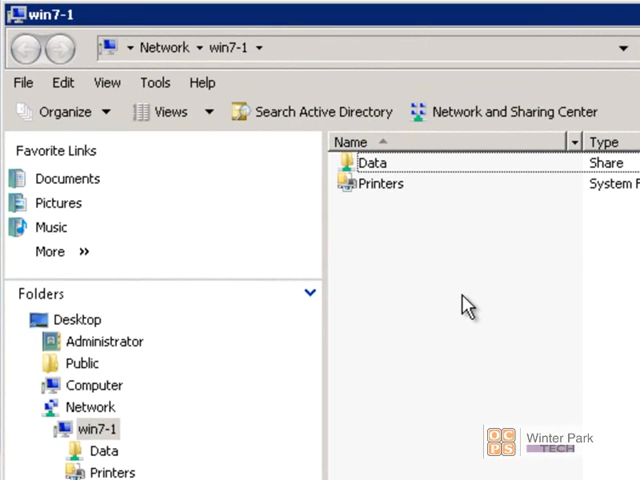 win7-1
Network win7-1
File Edit View Tools Help
Organize Views Search Active Directory Network and Sharing Center
Favorite Links
Documents
Pictures
Music
More »
Folders
Desktop
Administrator
Public
Computer
Network
win7-1
Data
Printers
Name Type
Data Share
Printers System F
OCPS
Winter Park
TECH